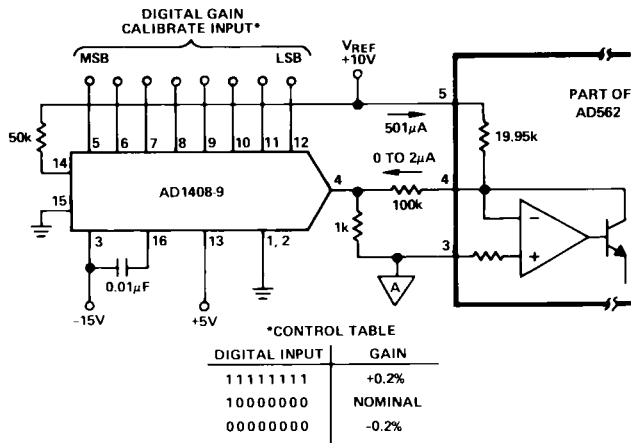 DIGITAL GAIN
CALIBRATE INPUT*
MSB
LSB
VREF
+10V
5
PART OF
AD562
50k
501μA
19.95k
5
6
7
8
9
10
11
12
14
0 TO 2μA
4
4
15
AD1408-9
100k
1k
3
−
+
3
16
13
1, 2
0.01μF
A
-15V
+5V
*CONTROL TABLE
DIGITAL INPUT GAIN
11111111 +0.2%
10000000 NOMINAL
00000000 -0.2%